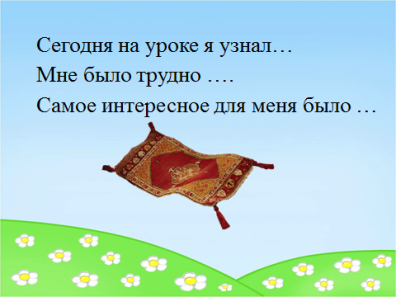 Сегодня на уроке я узнал…
Мне было трудно ….
Самое интересное для меня было …